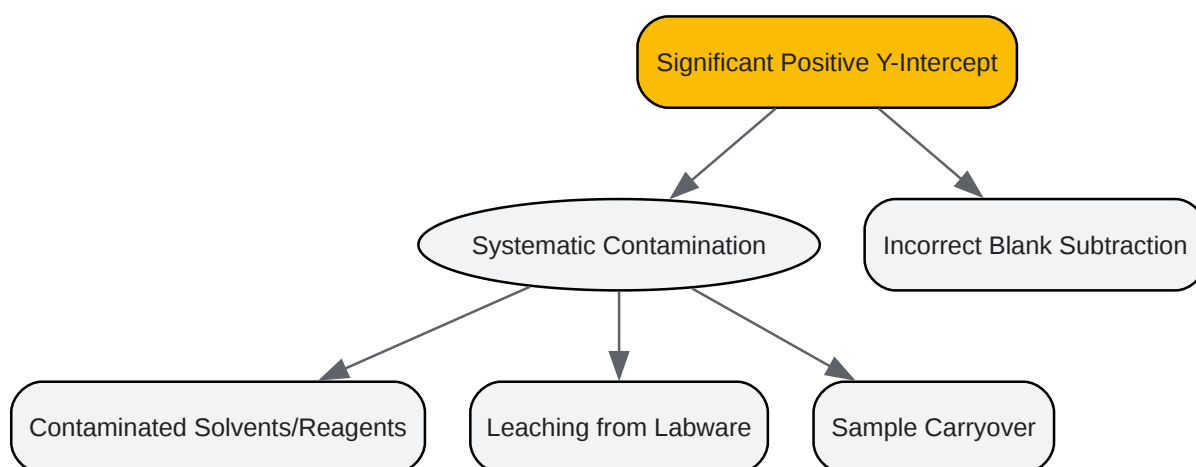 Significant Positive Y-Intercept
Systematic Contamination
Incorrect Blank Subtraction
Contaminated Solvents/Reagents
Leaching from Labware
Sample Carryover